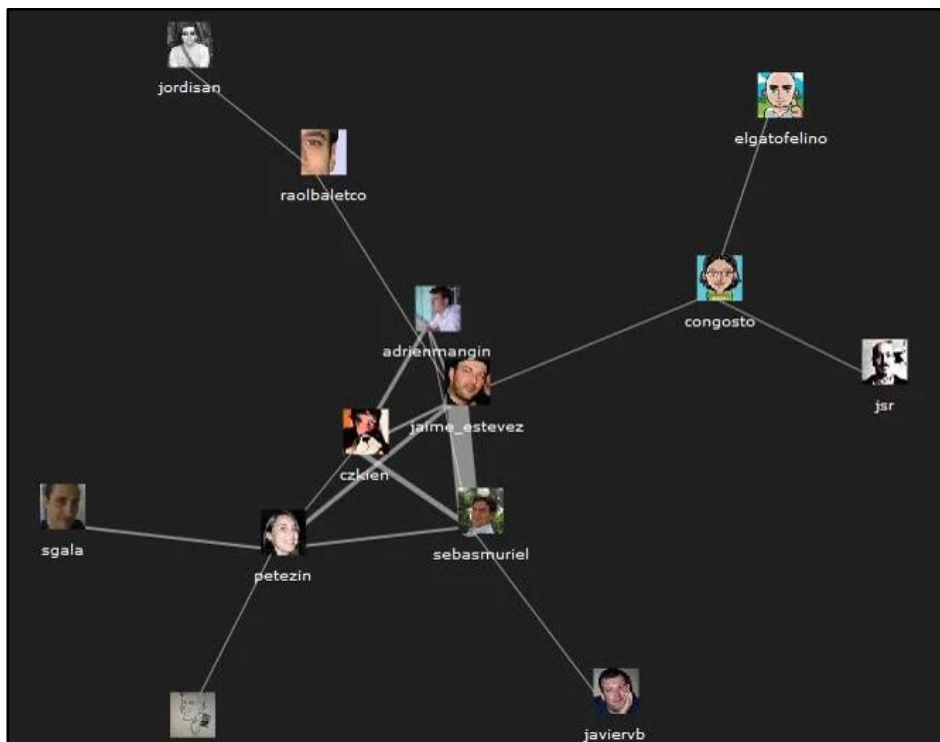 jordisan
elgatofelino
raolbaletco
congosto
adrienmangin
jsr
jaime_estevez
czkien
sgala
sebasmuriel
petezin
javiervb